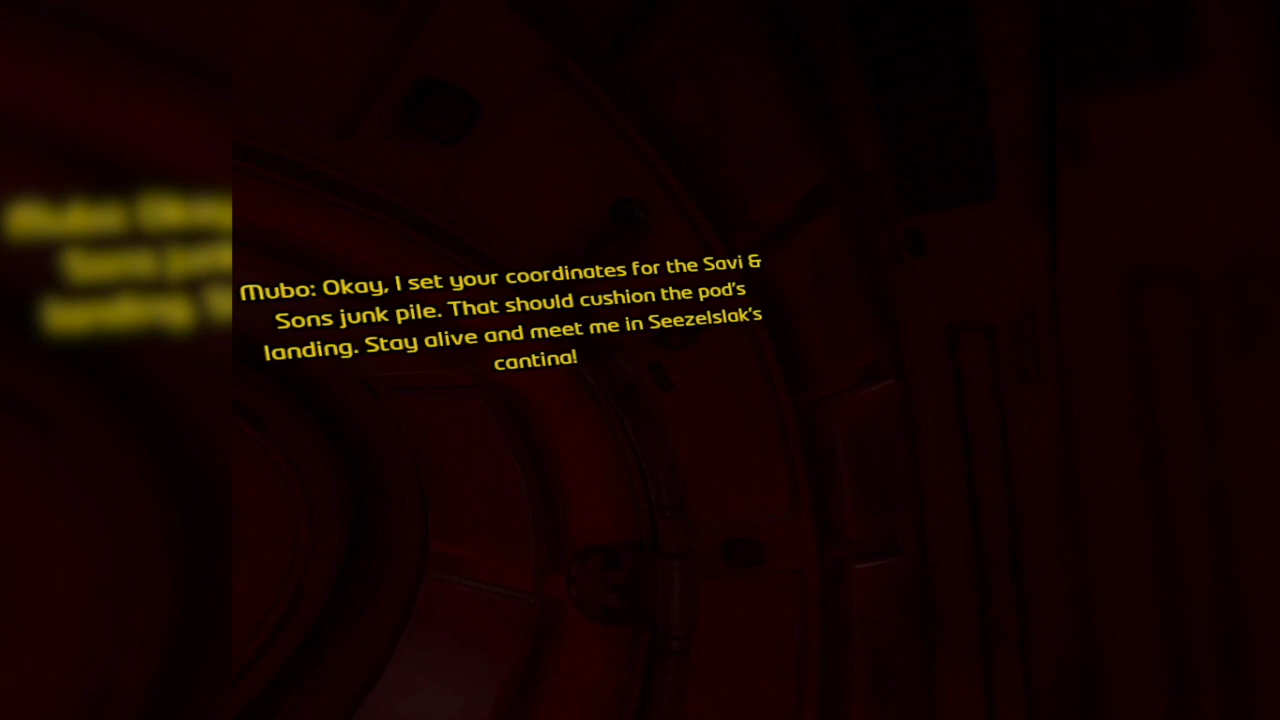 Mubo: Okay, I set your coordinates for the Savi &
Sons junk pile. That should cushion the pod's
landing. Stay alive and meet me in Seezelslak's
cantina!